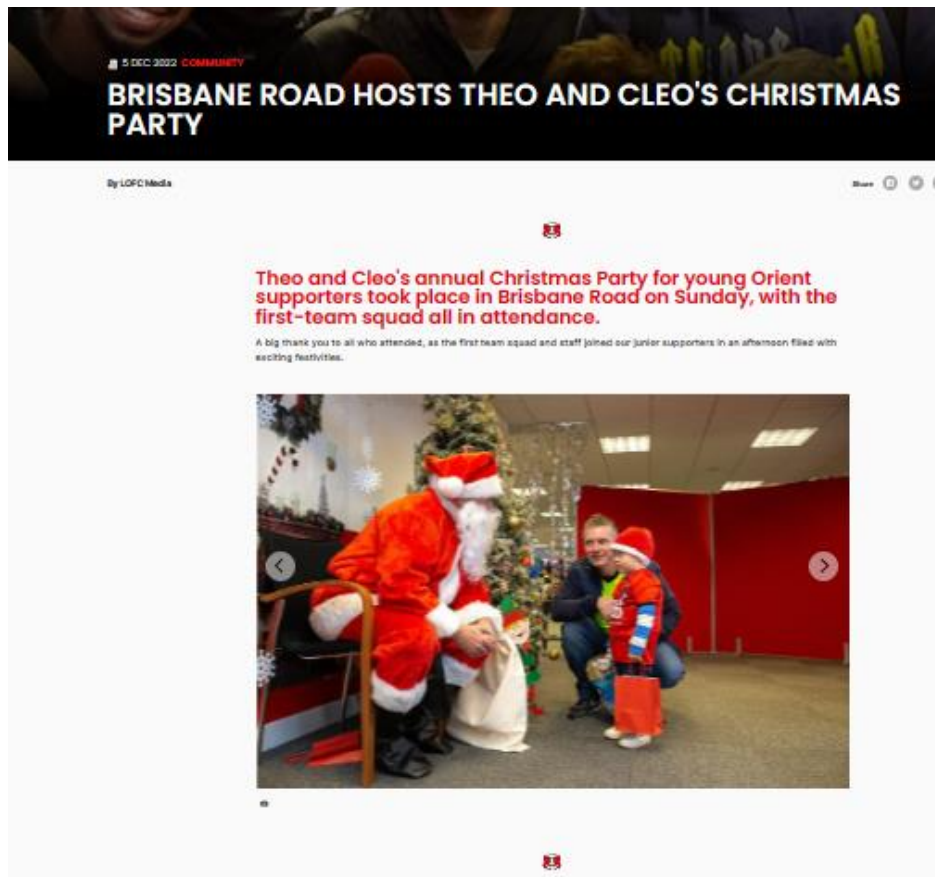 5 DEC 2022 COMMUNITY
BRISBANE ROAD HOSTS THEO AND CLEO'S CHRISTMAS
PARTY
By LOFC Media
Share
Theo and Cleo's annual Christmas Party for young Orient
supporters took place in Brisbane Road on Sunday, with the
first-team squad all in attendance.
A big thank you to all who attended, as the first team squad and staff joined our junior supporters in an afternoon filled with
exciting festivities.